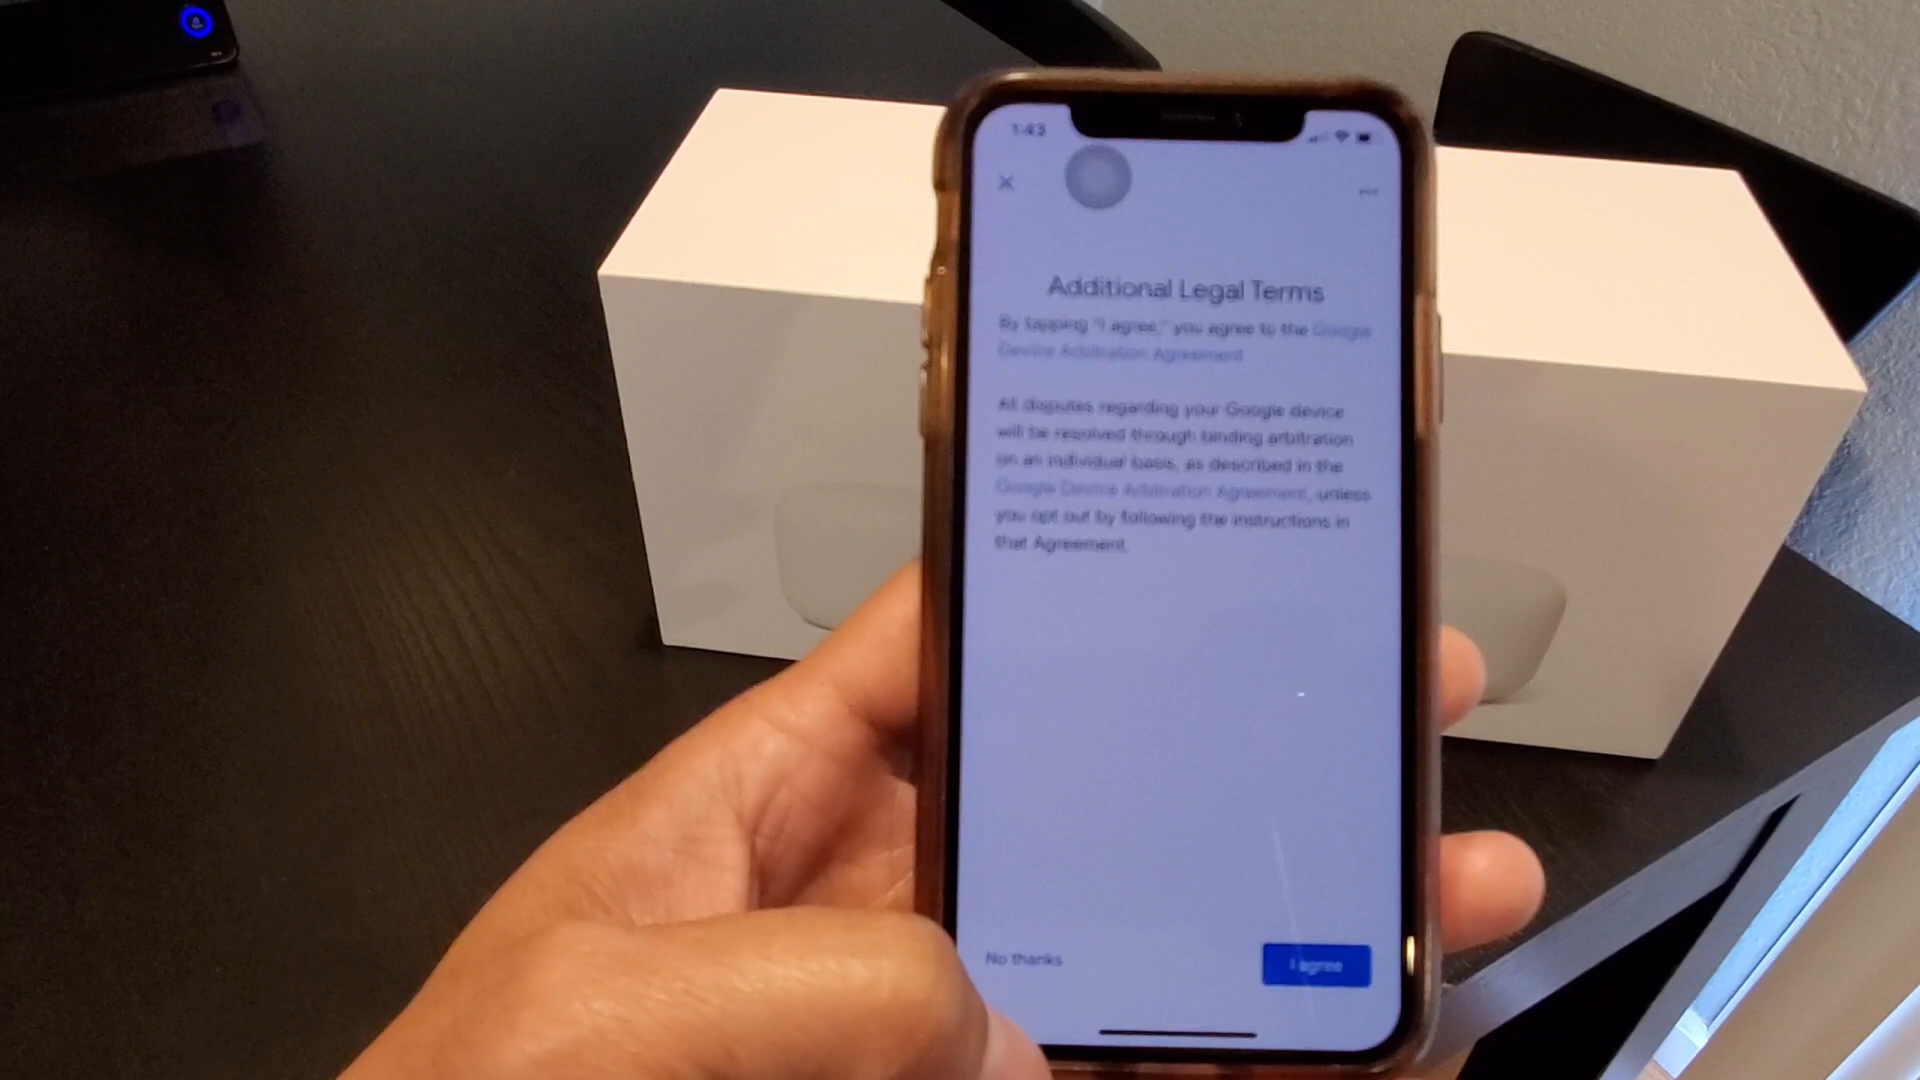 1:43
Additional Legal Terms
By tapping "I agree," you agree to the Google
Device Arbitration Agreement
All disputes regarding your Google device
will be resolved through binding arbitration
on an individual basis, as described in the
Google Device Arbitration Agreement, unless
you opt out by following the instructions in
that Agreement.
No thanks
I agree